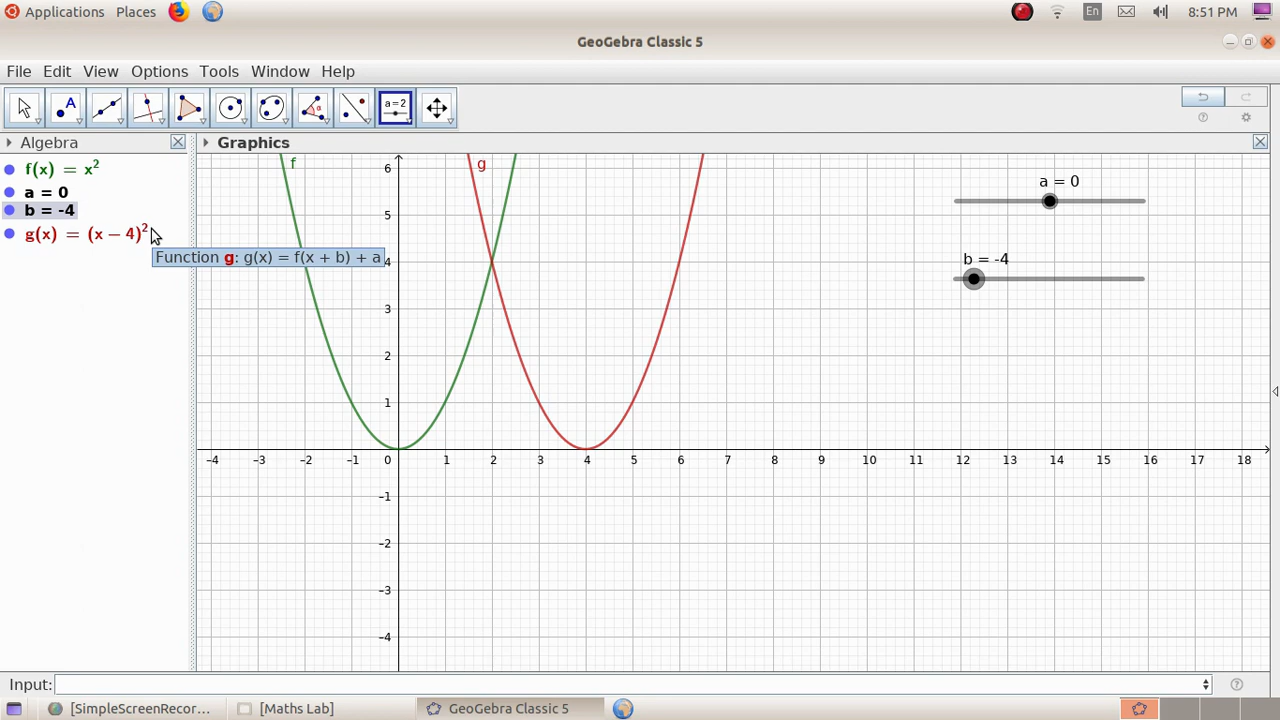 Applications Places En 8:51 PM
GeoGebra Classic 5
File Edit View Options Tools Window Help
A α a=2
Algebra
Graphics
f(x) = x²
a = 0
b = -4
g(x) = (x − 4)²
Function g: g(x) = f(x + b) + a
f g
a = 0
b = -4
6
5
4
3
2
1
−4 −3 −2 −1 0 1 2 3 4 5 6 7 8 9 10 11 12 13 14 15 16 17 18
−1
−2
−3
−4
Input:
[SimpleScreenRecor... [Maths Lab] GeoGebra Classic 5